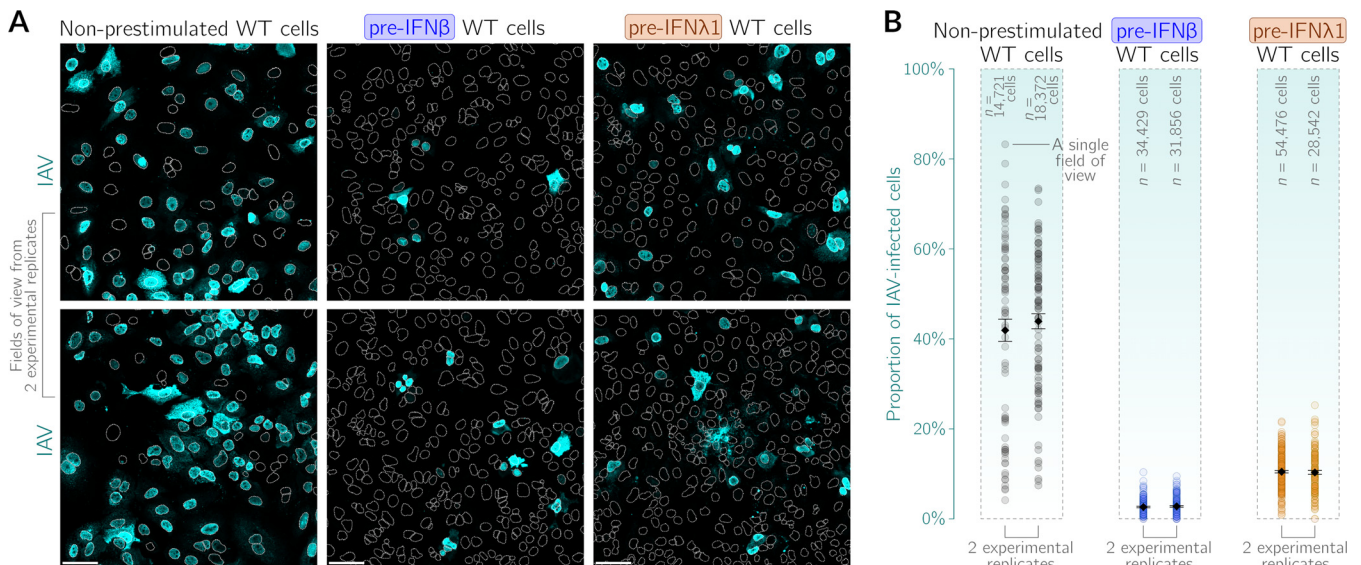 A
Non-prestimulated WT cells
pre-IFNβ WT cells
pre-IFNλ1 WT cells
IAV
Fields of view from
2 experimental replicates
IAV
B
Non-prestimulated
WT cells
pre-IFNβ
WT cells
pre-IFNλ1
WT cells
Proportion of IAV-infected cells
100%
80%
60%
40%
20%
0%
n =
14,721
cells
n =
18,372
cells
A single
field of
view
n = 34,429 cells
n = 31,856 cells
n = 54,476 cells
n = 28,542 cells
2 experimental
replicates
2 experimental
replicates
2 experimental
replicates